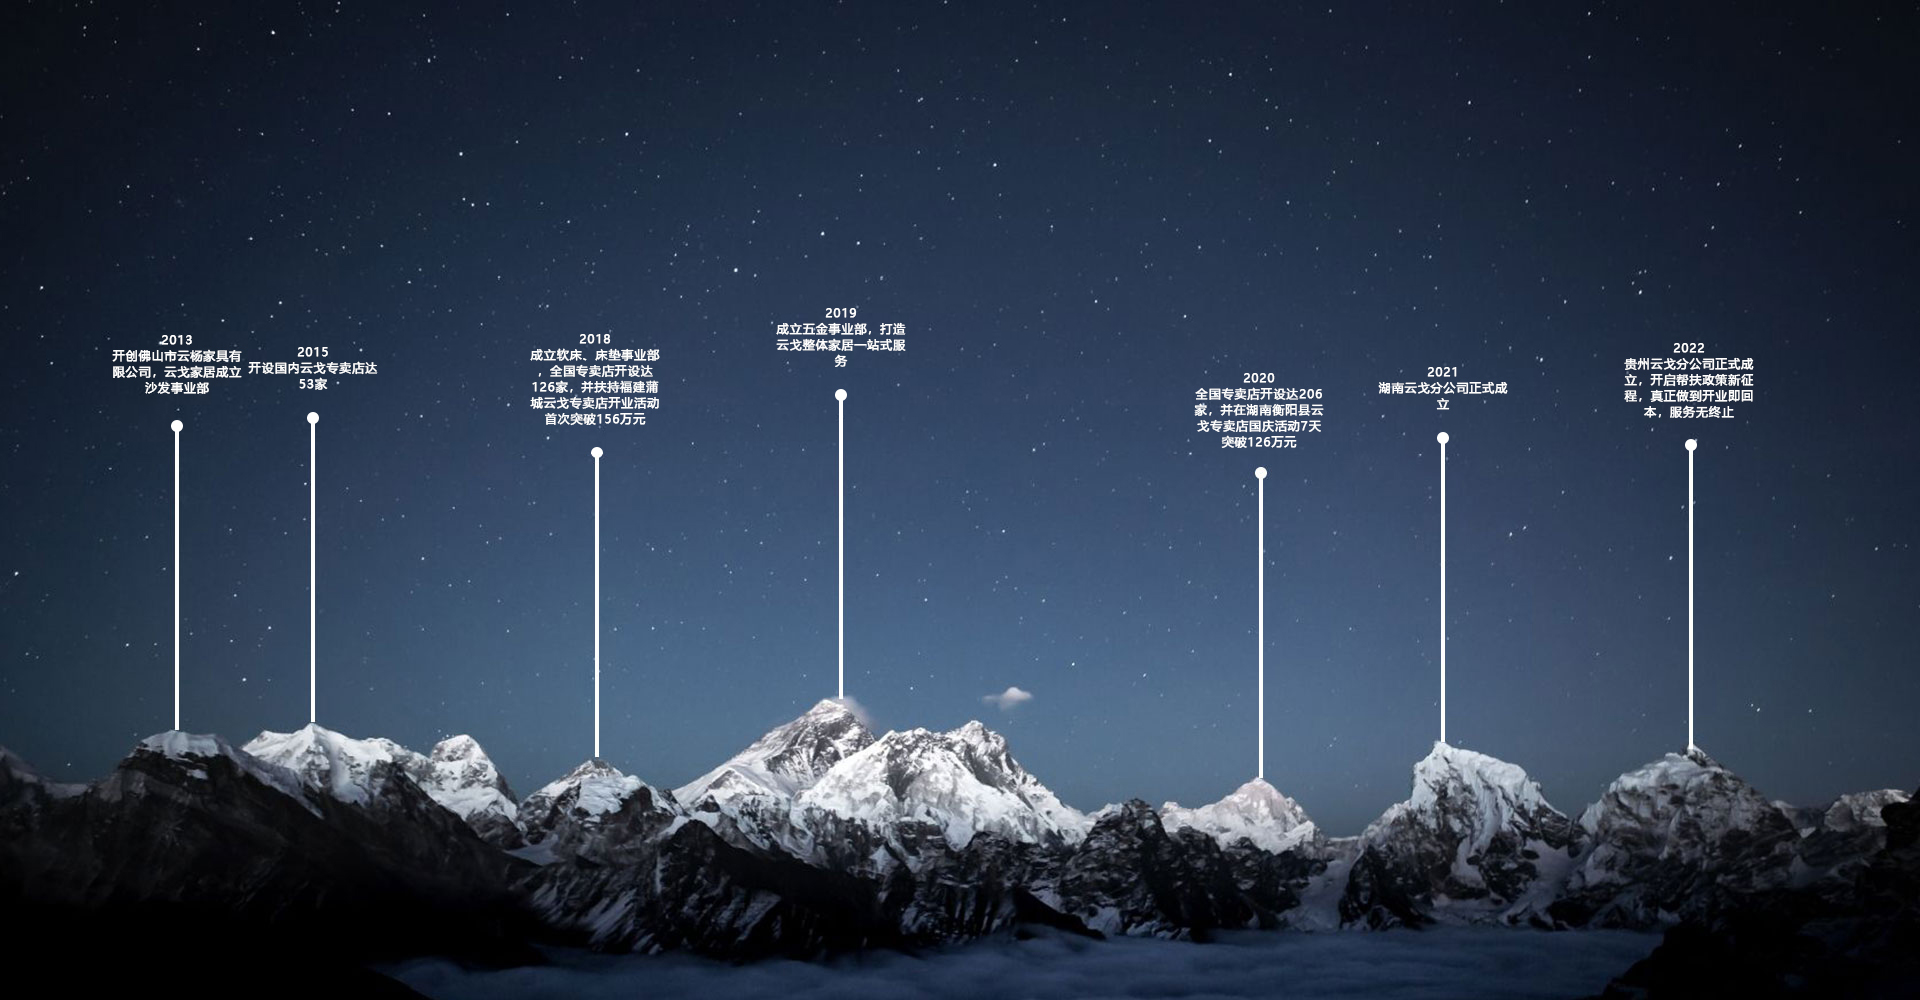 2013
开创佛山市云杨家具有
限公司，云戈家居成立
沙发事业部
2015
开设国内云戈专卖店达
53家
2018
成立软床、床垫事业部
，全国专卖店开设达
126家，并扶持福建蒲
城云戈专卖店开业活动
首次突破156万元
2019
成立五金事业部，打造
云戈整体家居一站式服
务
2020
全国专卖店开设达206
家，并在湖南衡阳县云
戈专卖店国庆活动7天
突破126万元
2021
湖南云戈分公司正式成
立
2022
贵州云戈分公司正式成
立，开启帮扶政策新征
程，真正做到开业即回
本，服务无终止